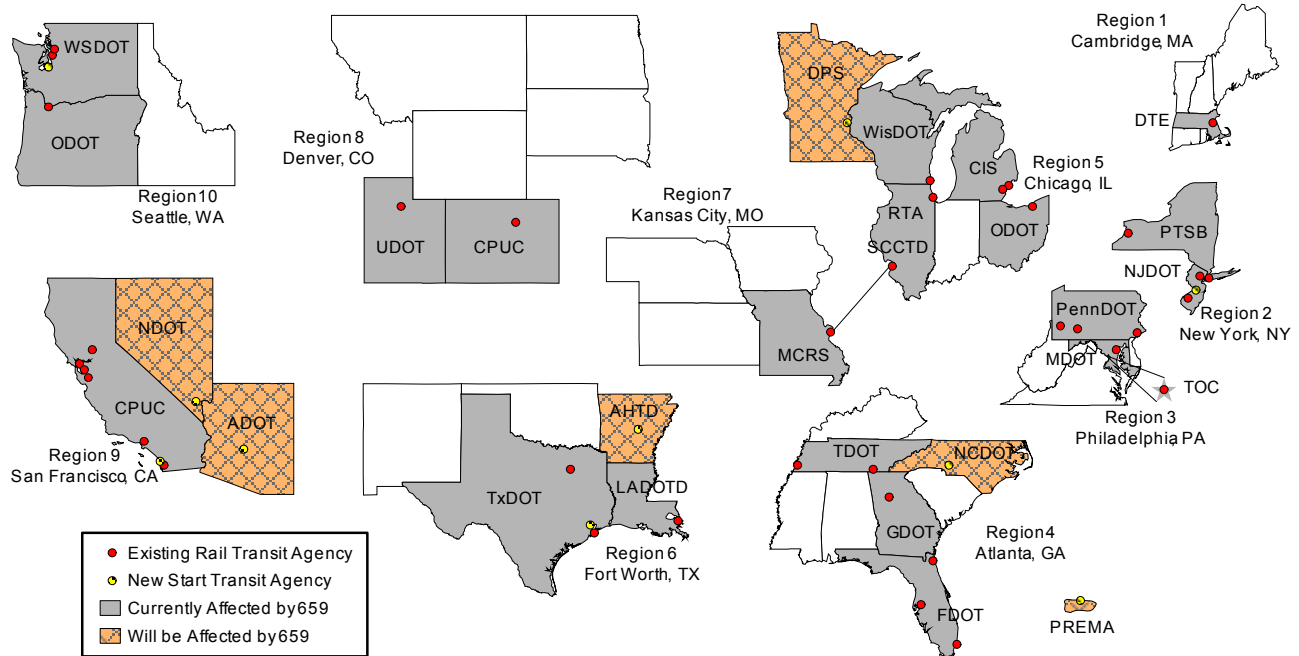 WSDOT
ODOT
Region 10
Seattle, WA
Region 8
Denver, CO
UDOT
CPUC
Region 7
Kansas City, MO
MCRS
DPS
WisDOT
CIS
RTA
SCCTD
ODOT
Region 5
Chicago, IL
Region 1
Cambridge, MA
DTE
PTSB
NJDOT
Region 2
New York, NY
PennDOT
MDOT
TOC
Region 3
Philadelphia, PA
NDOT
CPUC
ADOT
Region 9
San Francisco, CA
AHTD
TxDOT
LADOTD
Region 6
Fort Worth, TX
TDOT
NCDOT
GDOT
Region 4
Atlanta, GA
FDOT
PREMA
Existing Rail Transit Agency
New Start Transit Agency
Currently Affected by 659
Will be Affected by 659